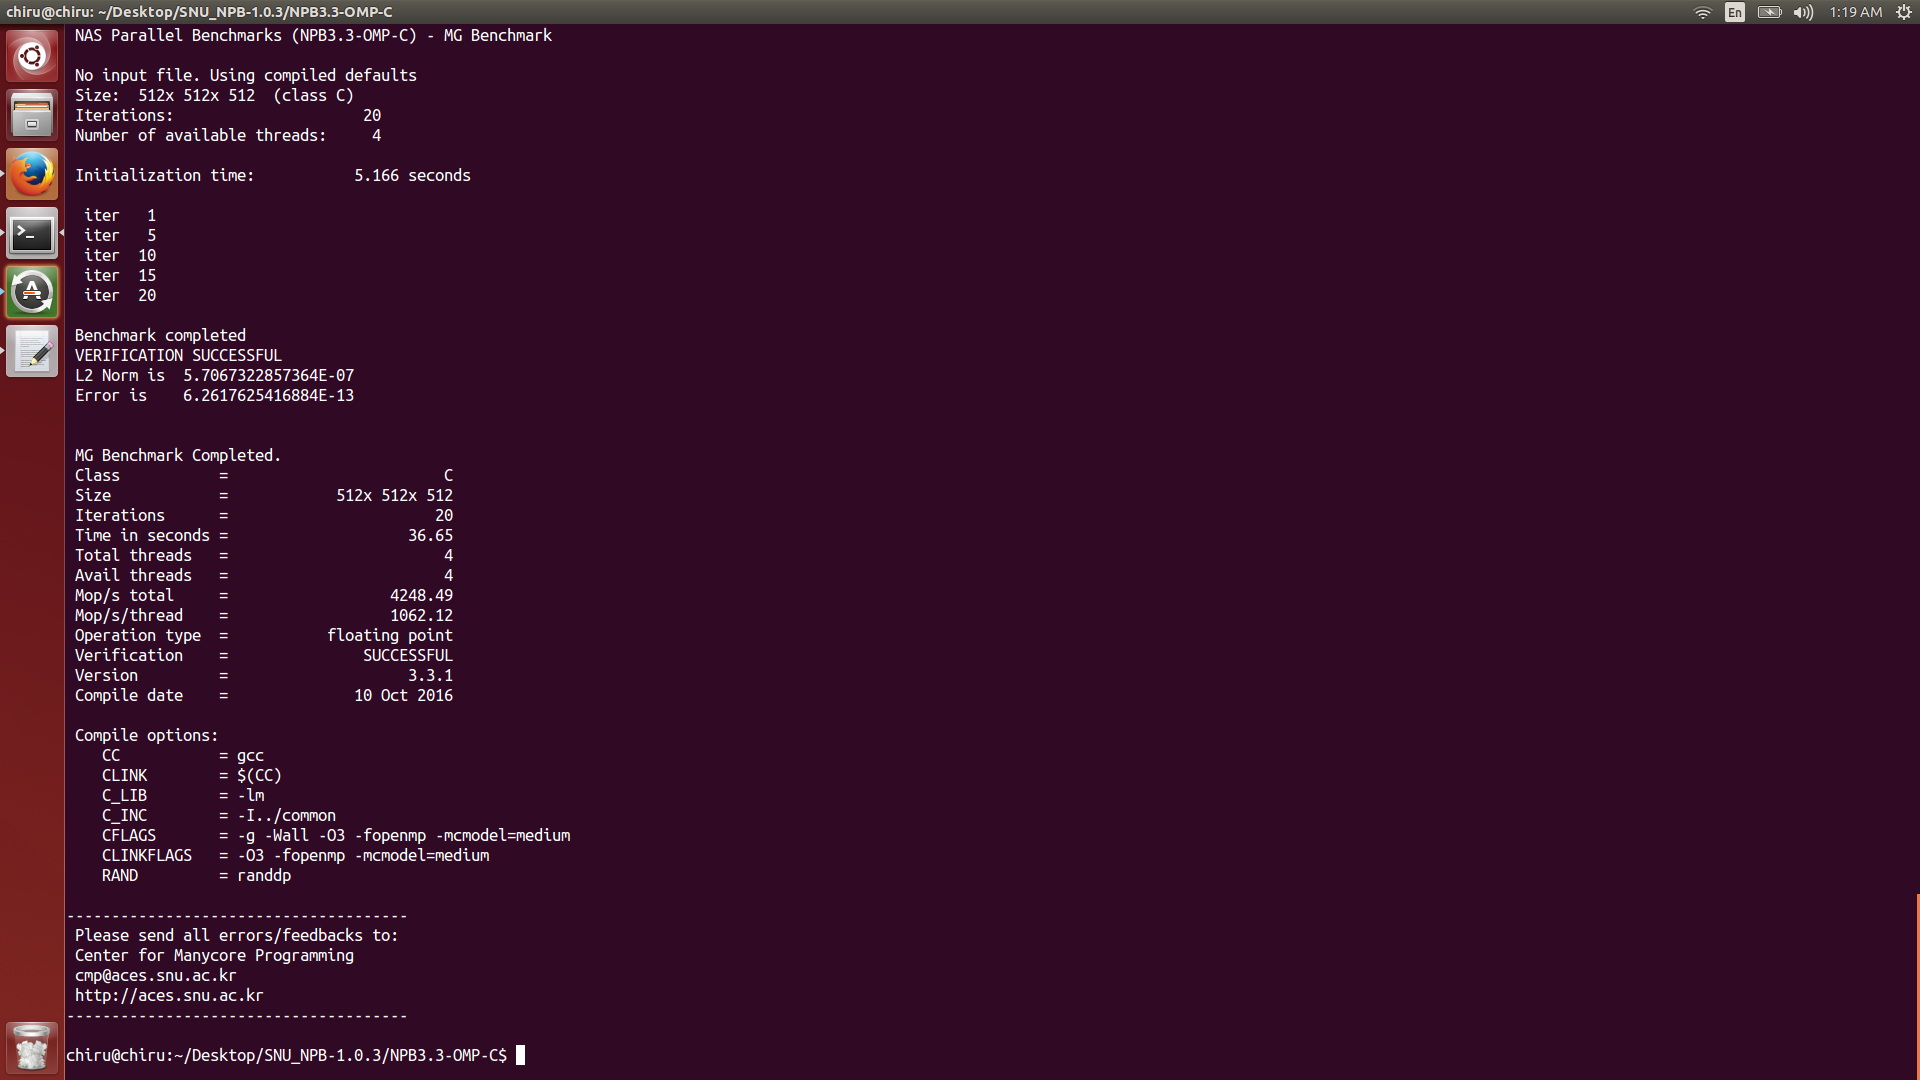 chiru@chiru: ~/Desktop/SNU_NPB-1.0.3/NPB3.3-OMP-C
En
1:19 AM
NAS Parallel Benchmarks (NPB3.3-OMP-C) - MG Benchmark
No input file. Using compiled defaults
Size:  512x 512x 512  (class C)
Iterations:                     20
Number of available threads:     4
Initialization time:           5.166 seconds
iter   1
iter   5
iter  10
iter  15
iter  20
Benchmark completed
VERIFICATION SUCCESSFUL
L2 Norm is  5.7067322857364E-07
Error is    6.2617625416884E-13
MG Benchmark Completed.
Class           =                        C
Size            =            512x 512x 512
Iterations      =                       20
Time in seconds =                    36.65
Total threads   =                        4
Avail threads   =                        4
Mop/s total     =                  4248.49
Mop/s/thread    =                  1062.12
Operation type  =           floating point
Verification    =               SUCCESSFUL
Version         =                    3.3.1
Compile date    =              10 Oct 2016
Compile options:
CC           = gcc
CLINK        = $(CC)
C_LIB        = -lm
C_INC        = -I../common
CFLAGS       = -g -Wall -O3 -fopenmp -mcmodel=medium
CLINKFLAGS   = -O3 -fopenmp -mcmodel=medium
RAND         = randdp
--------------------------------------
Please send all errors/feedbacks to:
Center for Manycore Programming
cmp@aces.snu.ac.kr
http://aces.snu.ac.kr
--------------------------------------
chiru@chiru:~/Desktop/SNU_NPB-1.0.3/NPB3.3-OMP-C$